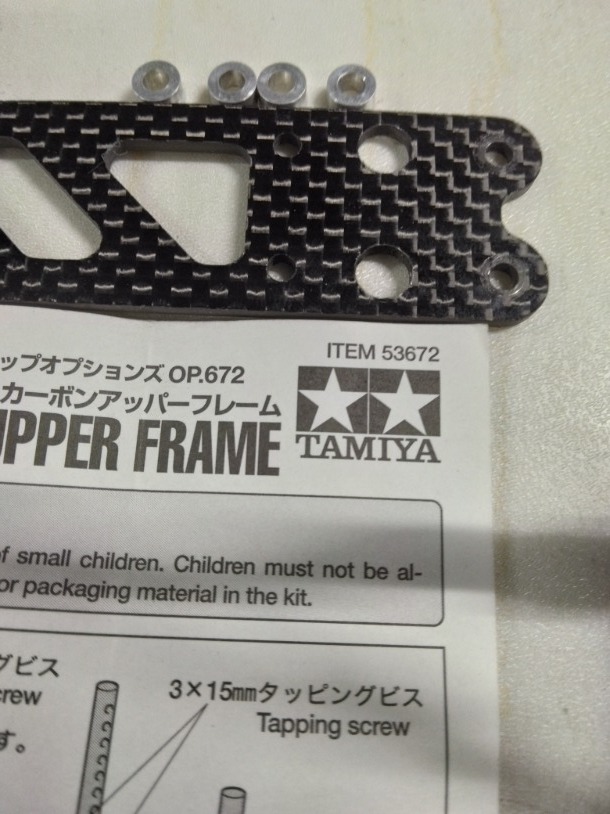 ITEM 53672
ップオプションズ OP.672
カーボンアッパーフレーム
UPPER FRAME
TAMIYA
of small children. Children must not be al-
or packaging material in the kit.
グビス
3×15mmタッピングビス
crew
Tapping screw
す。